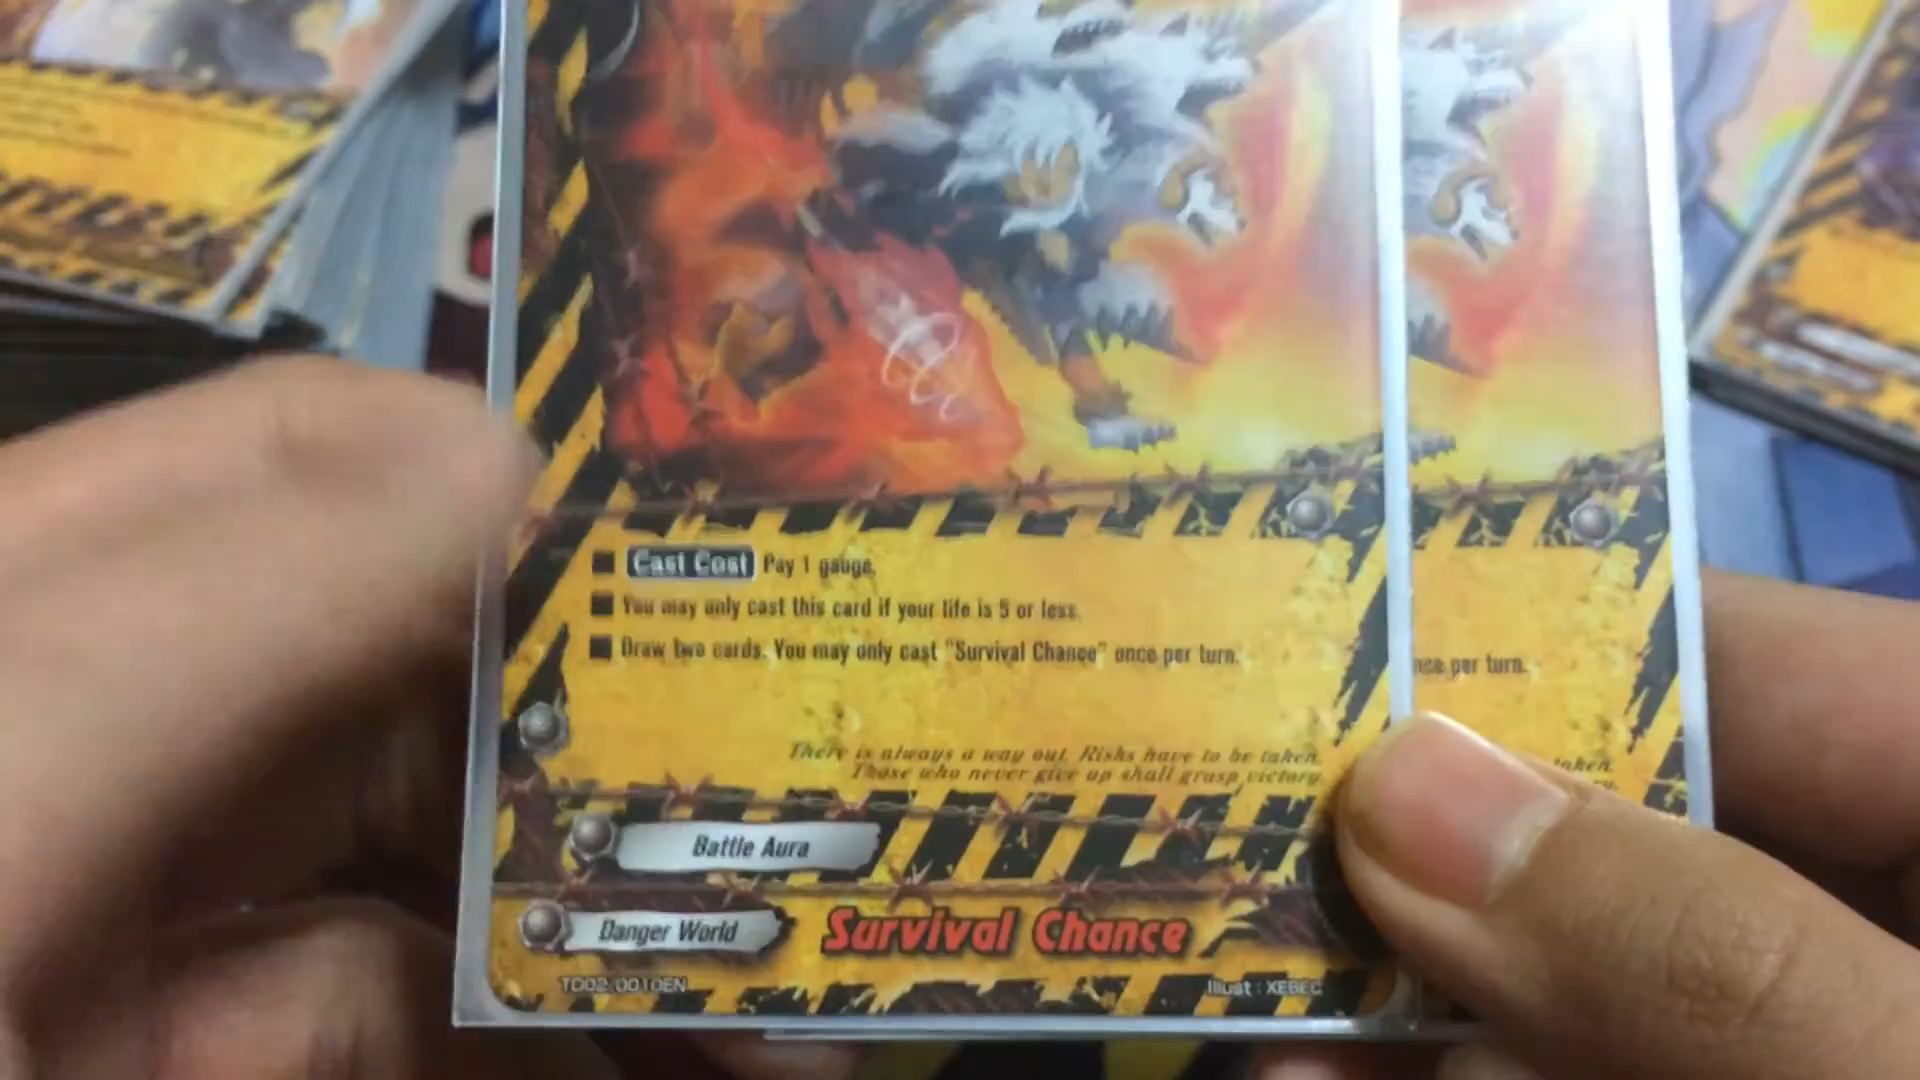 Cast Cost Pay 1 gauge.
You may only cast this card if your life is 5 or less.
Draw two cards. You may only cast "Survival Chance" once per turn.
per turn.
There is always a way out. Risks have to be taken.
Those who never give up shall grasp victory.
taken.
Battle Aura
Danger World
Survival Chance
TD02/0010EN
Illust : XEBEC